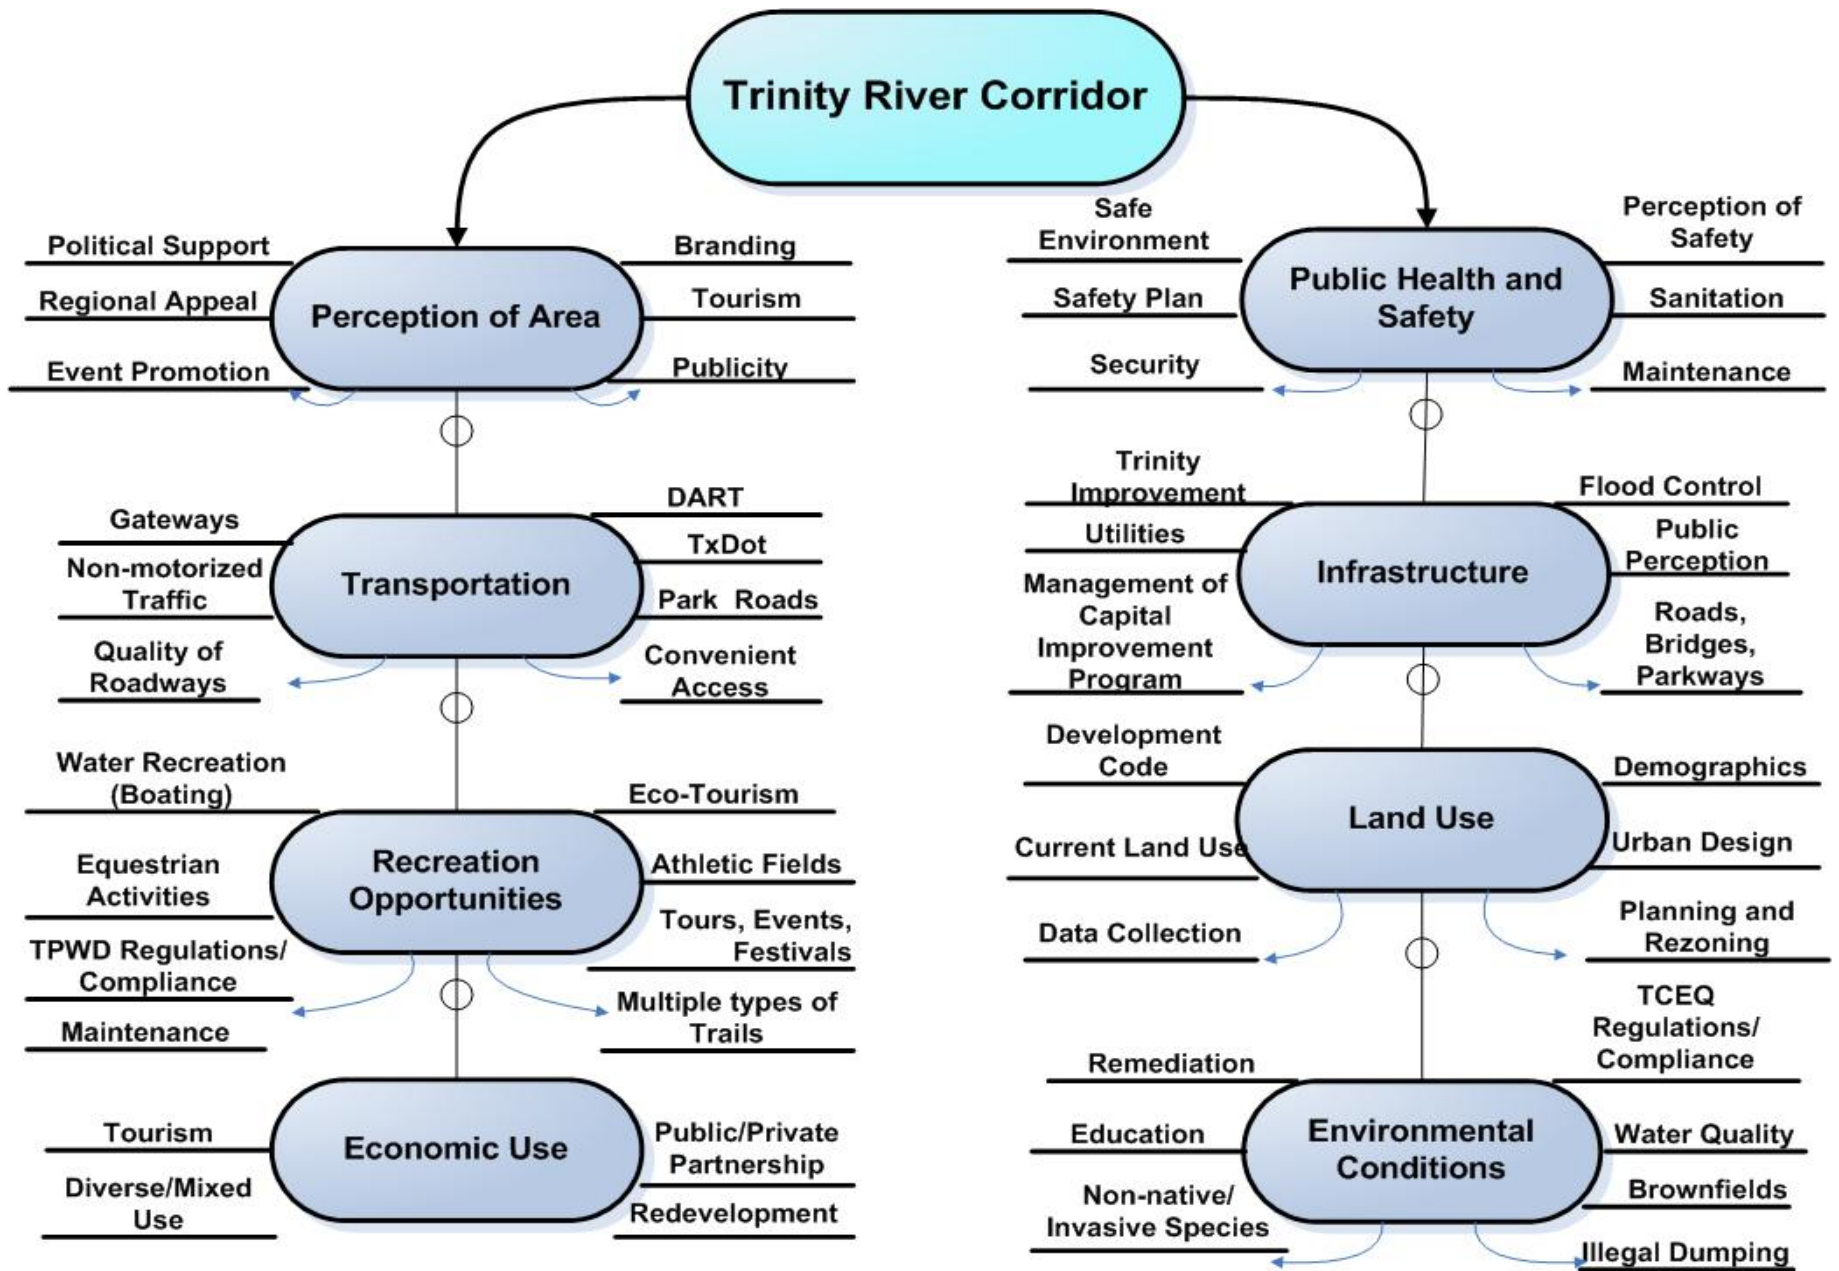 Trinity River Corridor
Political Support
Regional Appeal
Event Promotion
Perception of Area
Branding
Tourism
Publicity
Gateways
Non-motorized
Traffic
Quality of
Roadways
Transportation
DART
TxDot
Park Roads
Convenient
Access
Water Recreation
(Boating)
Equestrian
Activities
TPWD Regulations/
Compliance
Maintenance
Recreation
Opportunities
Eco-Tourism
Athletic Fields
Tours, Events,
Festivals
Multiple types of
Trails
Tourism
Diverse/Mixed
Use
Economic Use
Public/Private
Partnership
Redevelopment
Safe
Environment
Safety Plan
Security
Public Health and
Safety
Perception of
Safety
Sanitation
Maintenance
Trinity
Improvement
Utilities
Management of
Capital
Improvement
Program
Infrastructure
Flood Control
Public
Perception
Roads,
Bridges,
Parkways
Development
Code
Current Land Use
Data Collection
Land Use
Demographics
Urban Design
Planning and
Rezoning
Remediation
Education
Non-native/
Invasive Species
Environmental
Conditions
TCEQ
Regulations/
Compliance
Water Quality
Brownfields
Illegal Dumping